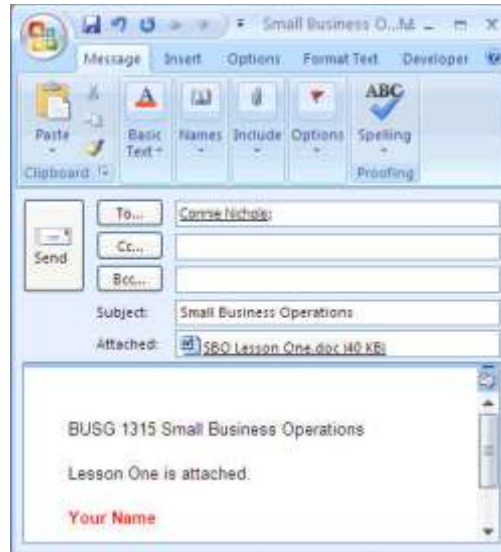 Small Business O...M
Message Insert Options Format Text Developer
Paste Basic Text Names Include Options ABC Spelling
Clipboard Proofing
To... Connie Nichols;
Send Cc...
Bcc...
Subject: Small Business Operations
Attached: SBO Lesson One.doc (40 KB)
BUSG 1315 Small Business Operations
Lesson One is attached.
Your Name